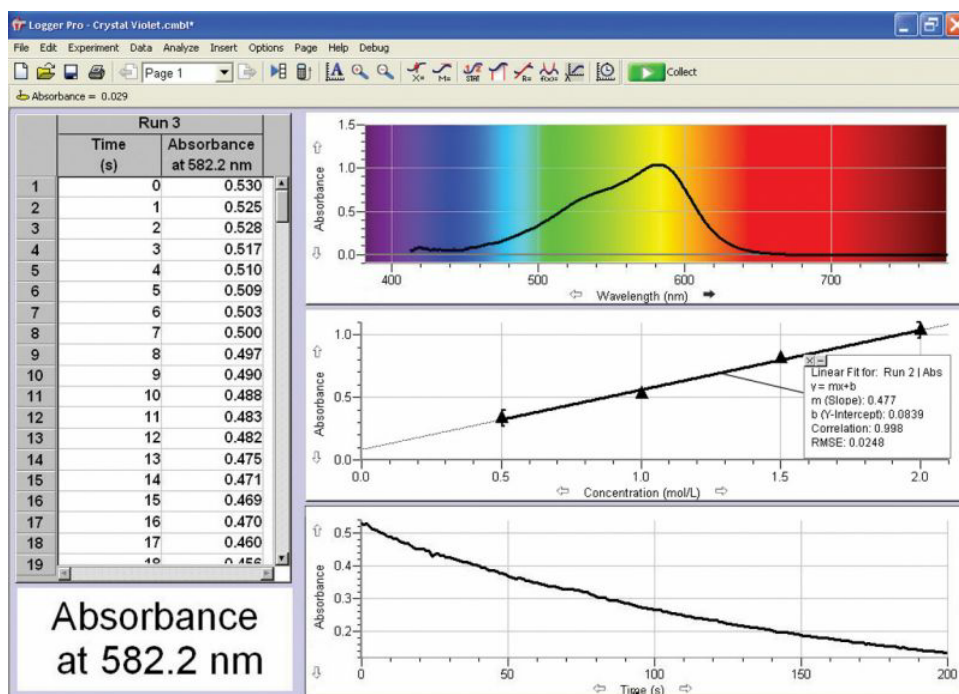 Logger Pro - Crystal Violet.cmbl*
File Edit Experiment Data Analyze Insert Options Page Help Debug
Page 1
Collect
Absorbance = 0.029
Run 3
Time Absorbance
(s) at 582.2 nm
1 0 0.530
2 1 0.525
3 2 0.528
4 3 0.517
5 4 0.510
6 5 0.509
7 6 0.503
8 7 0.500
9 8 0.497
10 9 0.490
11 10 0.488
12 11 0.483
13 12 0.482
14 13 0.475
15 14 0.471
16 15 0.469
17 16 0.470
18 17 0.460
19 18 0.456
Absorbance
at 582.2 nm
1.5
1.0
0.5
0.0
Absorbance
400 500 600 700
Wavelength (nm)
1.0
0.5
0.0
Absorbance
Linear Fit for: Run 2 | Abs
y = mx+b
m (Slope): 0.477
b (Y-Intercept): 0.0839
Correlation: 0.998
RMSE: 0.0248
0.0 0.5 1.0 1.5 2.0
Concentration (mol/L)
0.5
0.4
0.3
0.2
Absorbance
0 50 100 150 200
Time (s)